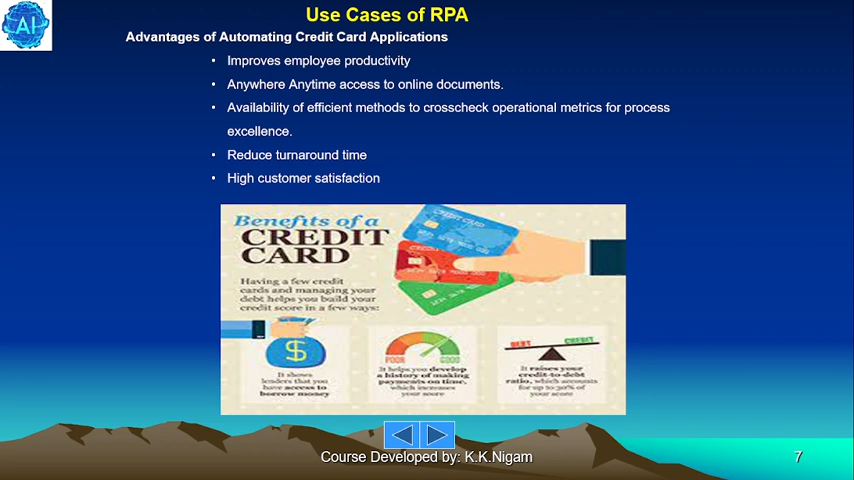 AI
Use Cases of RPA
Advantages of Automating Credit Card Applications
• Improves employee productivity
• Anywhere Anytime access to online documents.
• Availability of efficient methods to crosscheck operational metrics for process
excellence.
• Reduce turnaround time
• High customer satisfaction
Benefits of a
CREDIT
CARD
Having a few credit
cards and managing your
debt helps you build your
credit score in a few ways:
CREDIT CARD
CREDIT
$
It shows
lenders that you
have access to
borrow money
POOR
GOOD
It helps you develop
a history of making
payments on time,
which increases
your score
DEBT
CREDIT
It raises your
credit-to-debt
ratio, which accounts
for up to 30% of
your score
Course Developed by: K.K.Nigam
7